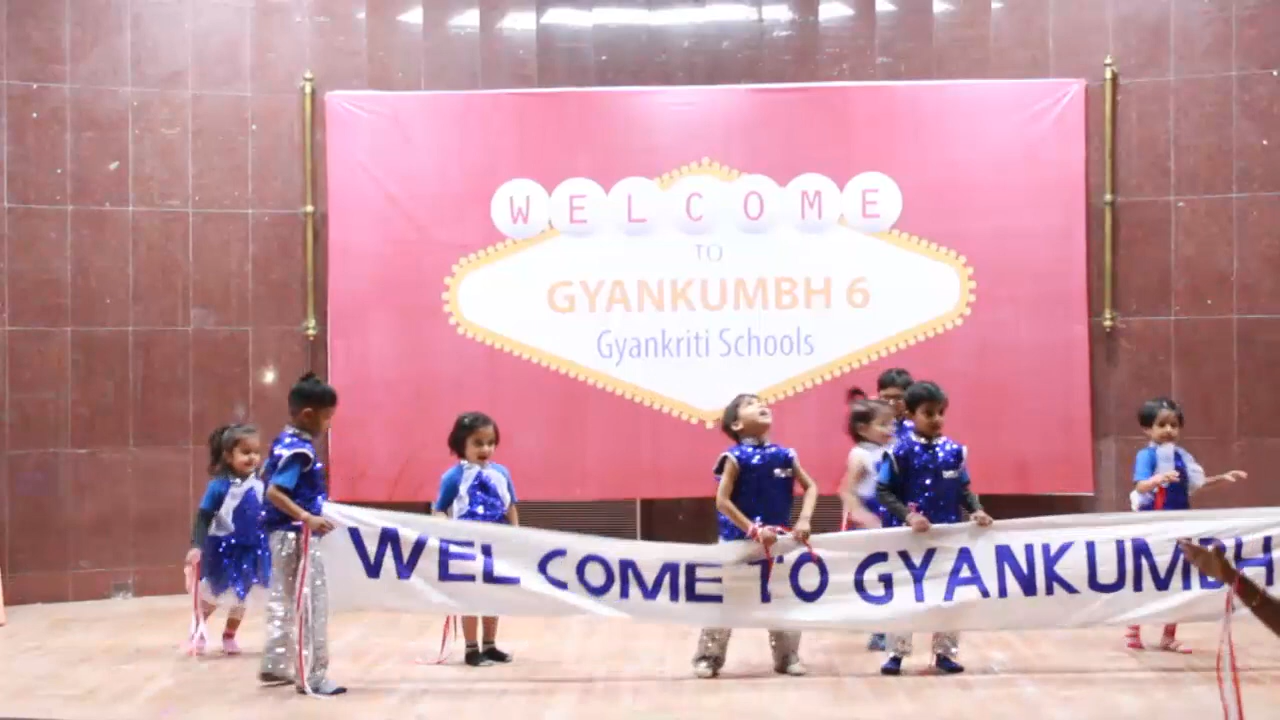 WELCOME
TO
GYANKUMBH 6
Gyankriti Schools
WEL COME TO GYANKUMBH